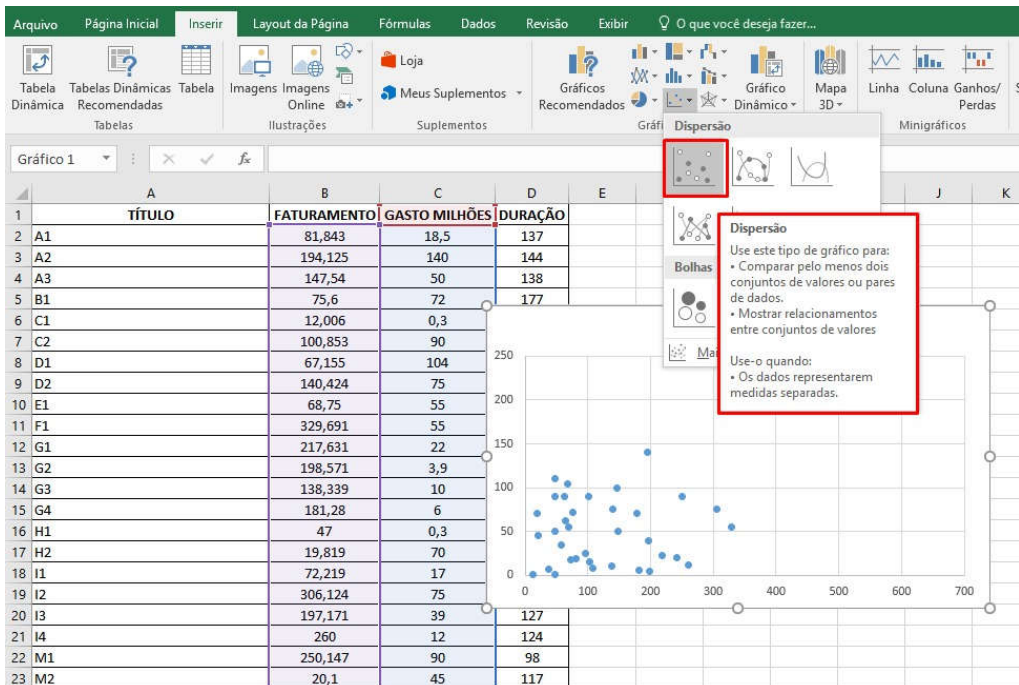 Arquivo Página Inicial Inserir Layout da Página Fórmulas Dados Revisão Exibir O que você deseja fazer...
Tabela Dinâmica
Tabelas Dinâmicas Recomendadas
Tabela
Imagens
Imagens Online
Loja
Meus Suplementos
Gráficos Recomendados
Gráfico Dinâmico
Mapa 3D
Linha
Coluna
Ganhos/ Perdas
Tabelas
Ilustrações
Suplementos
Minigráficos
Gráfico 1
fx
Dispersão
Bolhas
Dispersão
Use este tipo de gráfico para:
• Comparar pelo menos dois
conjuntos de valores ou pares
de dados.
• Mostrar relacionamentos
entre conjuntos de valores
Use-o quando:
• Os dados representarem
medidas separadas.
A B C D E J K
1 TÍTULO FATURAMENTO GASTO MILHÕES DURAÇÃO
2 A1 81,843 18,5 137
3 A2 194,125 140 144
4 A3 147,54 50 138
5 B1 75,6 72 177
6 C1 12,006 0,3
7 C2 100,853 90
8 D1 67,155 104
9 D2 140,424 75
10 E1 68,75 55
11 F1 329,691 55
12 G1 217,631 22
13 G2 198,571 3,9
14 G3 138,339 10
15 G4 181,28 6
16 H1 47 0,3
17 H2 19,819 70
18 I1 72,219 17
19 I2 306,124 75
20 I3 197,171 39 127
21 I4 260 12 124
22 M1 250,147 90 98
23 M2 20,1 45 117
250
200
150
100
50
0
0 100 200 300 400 500 600 700